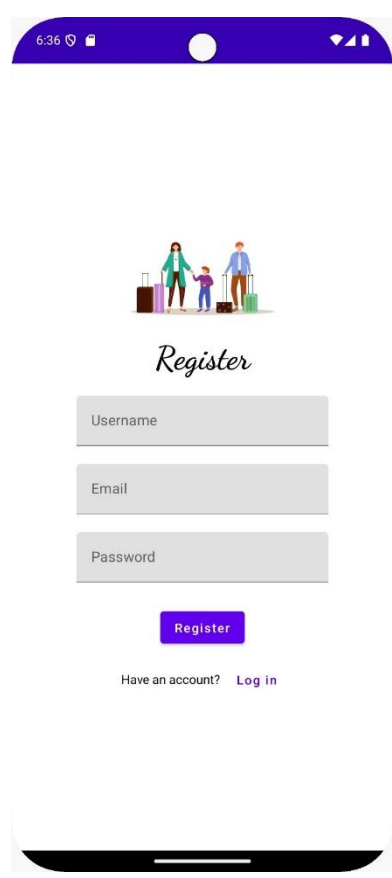 6:36
Register
Username
Email
Password
Register
Have an account? Log in